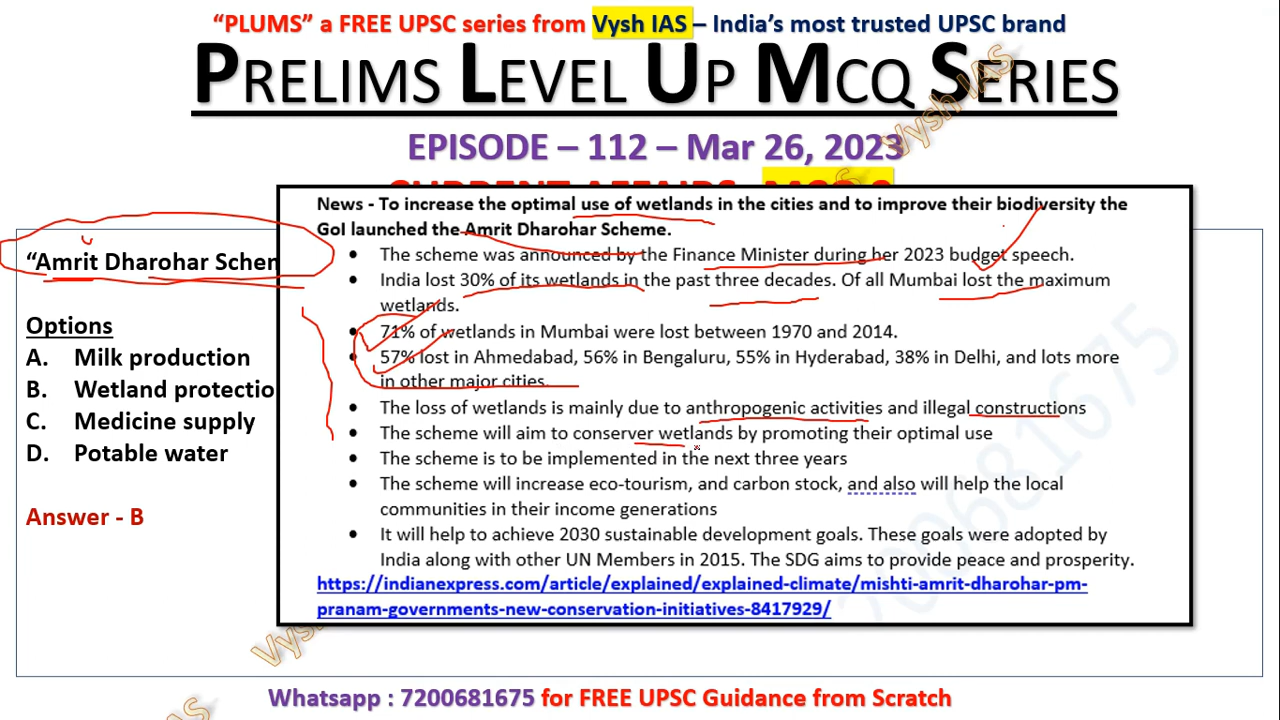 “PLUMS” a FREE UPSC series from Vysh IAS – India’s most trusted UPSC brand
PRELIMS LEVEL UP MCQ SERIES
EPISODE – 112 – Mar 26, 2023
News - To increase the optimal use of wetlands in the cities and to improve their biodiversity the
GoI launched the Amrit Dharohar Scheme.
• The scheme was announced by the Finance Minister during her 2023 budget speech.
• India lost 30% of its wetlands in the past three decades. Of all Mumbai lost the maximum
wetlands.
• 71% of wetlands in Mumbai were lost between 1970 and 2014.
• 57% lost in Ahmedabad, 56% in Bengaluru, 55% in Hyderabad, 38% in Delhi, and lots more
in other major cities.
• The loss of wetlands is mainly due to anthropogenic activities and illegal constructions
• The scheme will aim to conserver wetlands by promoting their optimal use
• The scheme is to be implemented in the next three years
• The scheme will increase eco-tourism, and carbon stock, and also will help the local
communities in their income generations
• It will help to achieve 2030 sustainable development goals. These goals were adopted by
India along with other UN Members in 2015. The SDG aims to provide peace and prosperity.
https://indianexpress.com/article/explained/explained-climate/mishti-amrit-dharohar-pm-
pranam-governments-new-conservation-initiatives-8417929/
“Amrit Dharohar Schem
Options
A. Milk production
B. Wetland protectio
C. Medicine supply
D. Potable water
Answer - B
Whatsapp : 7200681675 for FREE UPSC Guidance from Scratch
Vysh IAS